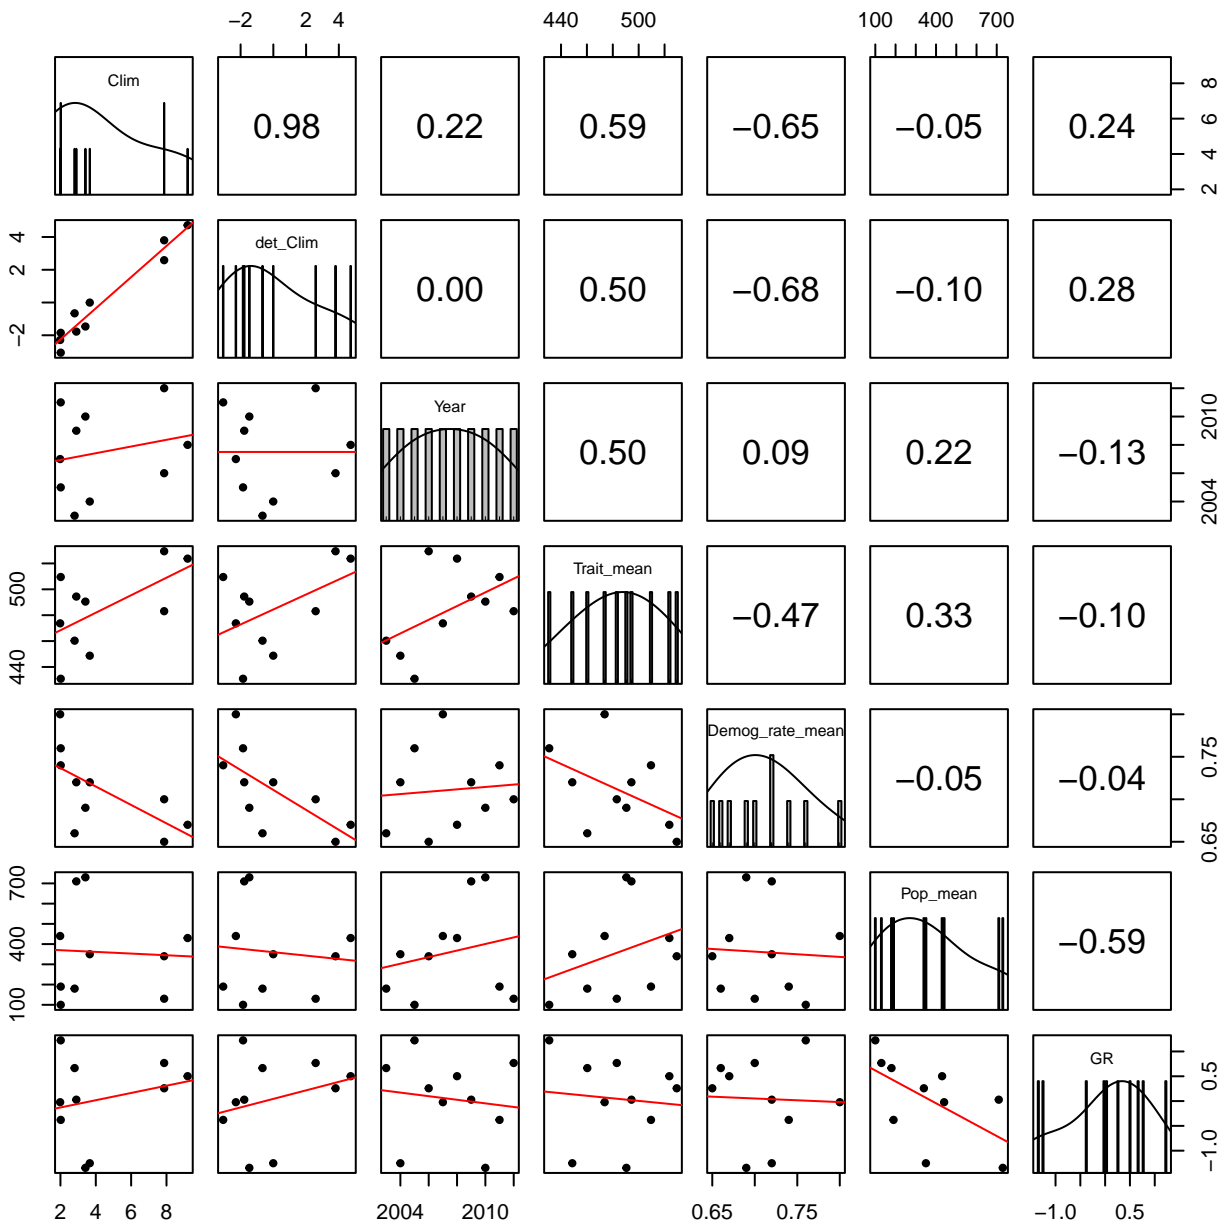 −2 2 4 440 500 100 400 700
Clim 0.98 0.22 0.59 −0.65 −0.05 0.24 2 4 6 8
−2 2 4 det_Clim 0.00 0.50 −0.68 −0.10 0.28
Year 0.50 0.09 0.22 −0.13 2004 2010
440 500 Trait_mean −0.47 0.33 −0.10
Demog_rate_mean −0.05 −0.04 0.65 0.75
100 400 700 Pop_mean −0.59
GR −1.0 0.5
2 4 6 8 2004 2010 0.65 0.75 −1.0 0.5